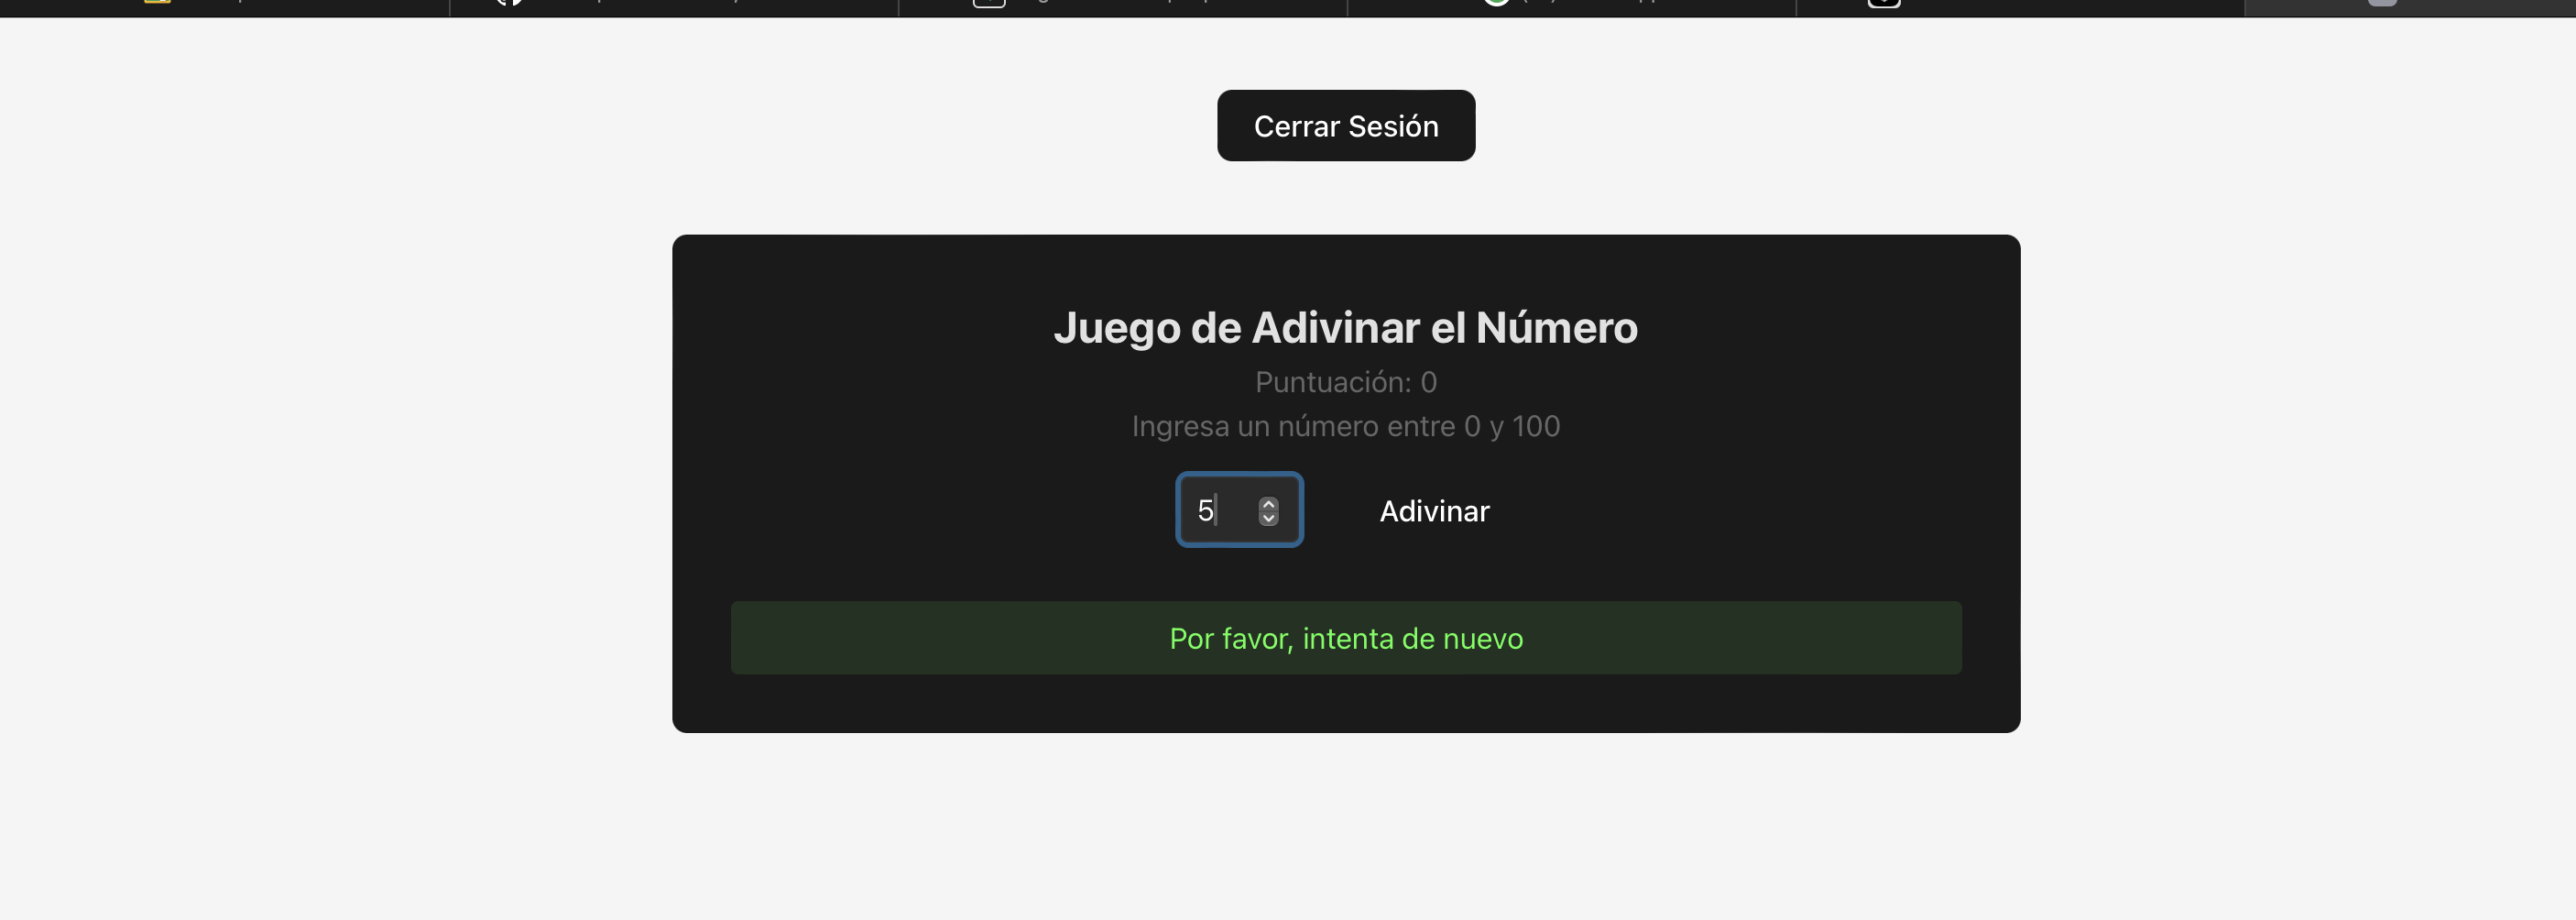 Cerrar Sesión
Juego de Adivinar el Número
Puntuación: 0
Ingresa un número entre 0 y 100
5
Adivinar
Por favor, intenta de nuevo